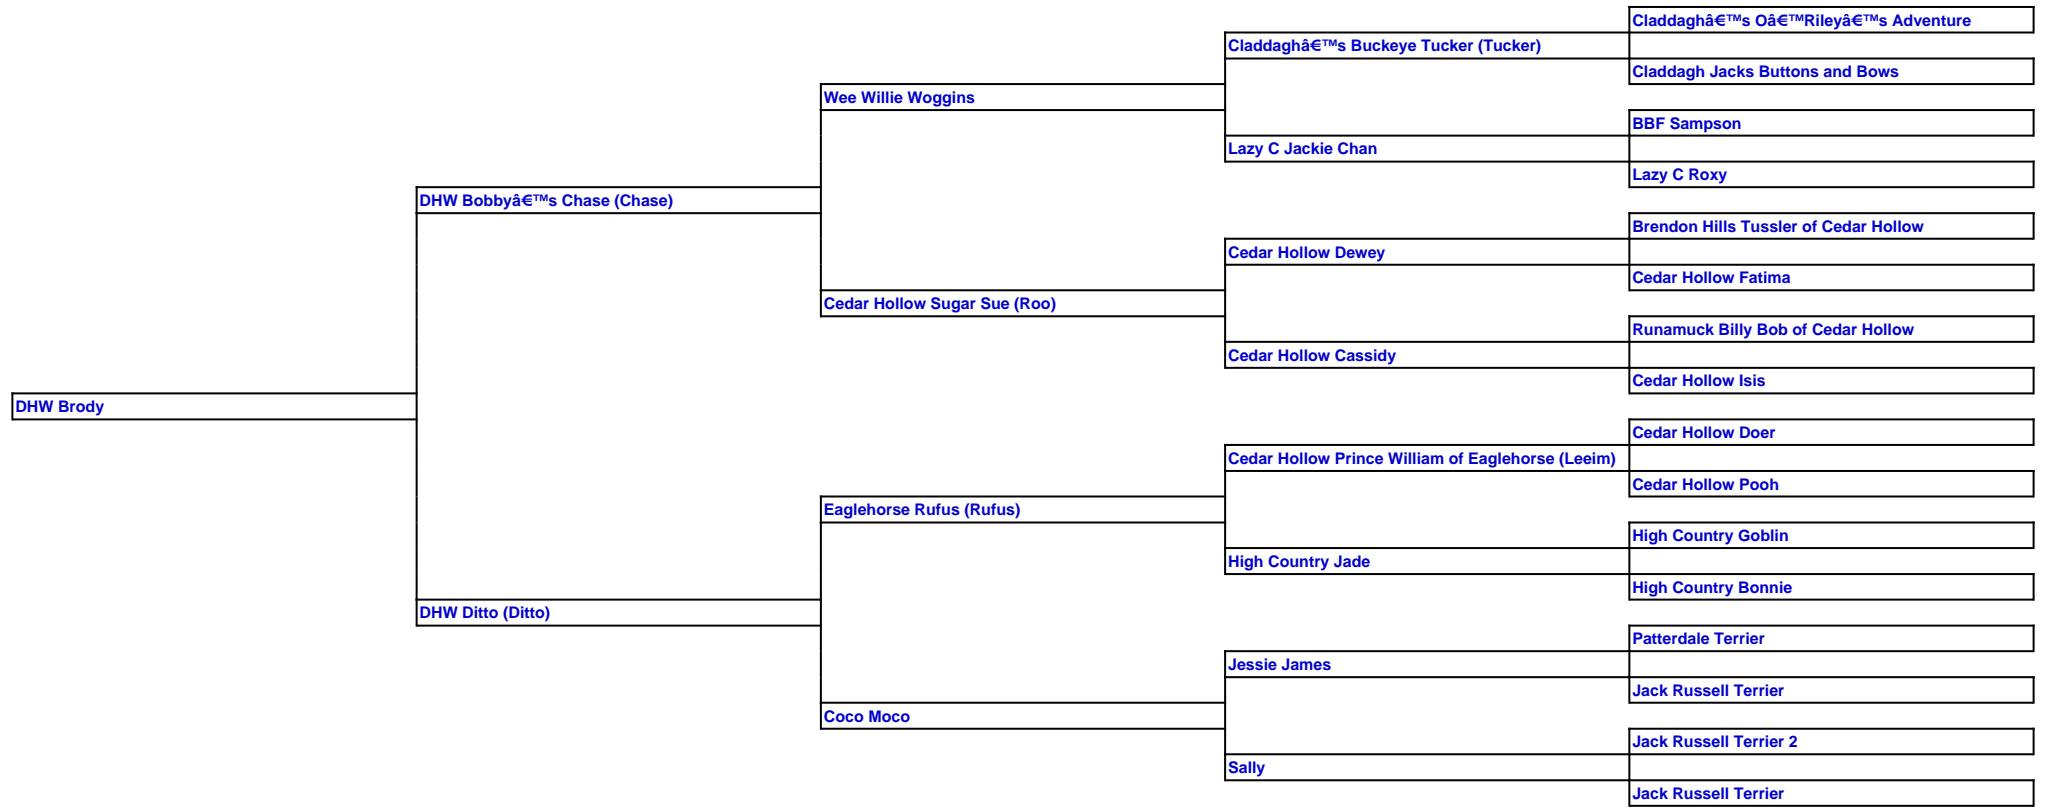 Claddaghâ€™s Oâ€™Rileyâ€™s Adventure
Claddaghâ€™s Buckeye Tucker (Tucker)
Claddagh Jacks Buttons and Bows
Wee Willie Woggins
BBF Sampson
Lazy C Jackie Chan
Lazy C Roxy
DHW Bobbyâ€™s Chase (Chase)
Brendon Hills Tussler of Cedar Hollow
Cedar Hollow Dewey
Cedar Hollow Fatima
Cedar Hollow Sugar Sue (Roo)
Runamuck Billy Bob of Cedar Hollow
Cedar Hollow Cassidy
Cedar Hollow Isis
DHW Brody
Cedar Hollow Doer
Cedar Hollow Prince William of Eaglehorse (Leeim)
Cedar Hollow Pooh
Eaglehorse Rufus (Rufus)
High Country Goblin
High Country Jade
High Country Bonnie
DHW Ditto (Ditto)
Patterdale Terrier
Jessie James
Jack Russell Terrier
Coco Moco
Jack Russell Terrier 2
Sally
Jack Russell Terrier